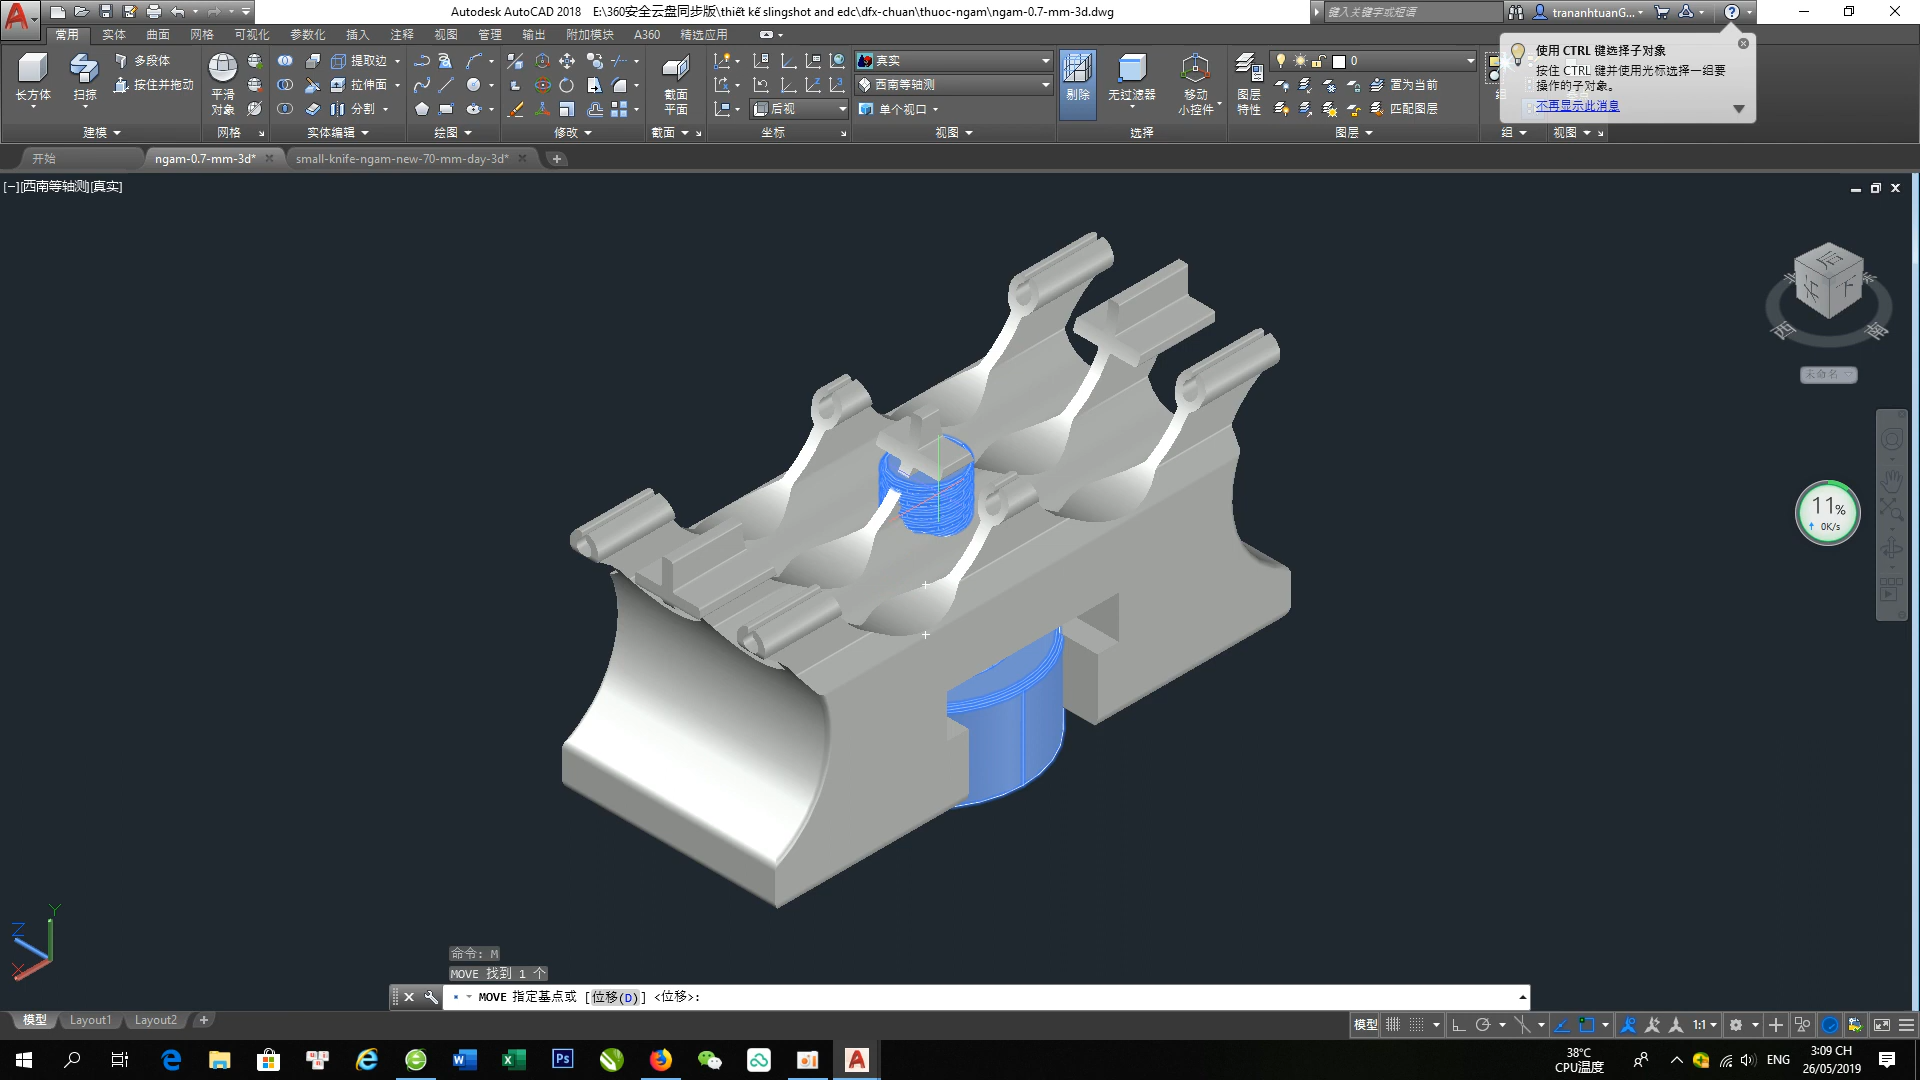 Autodesk AutoCAD 2018 E:\360安全云盘同步版\thiết kế slingshot and edc\dfx-chuan\thuoc-ngam\ngam-0.7-mm-3d.dwg
键入关键字或短语
trananhtuanG...
常用 实体 曲面 网格 可视化 参数化 插入 注释 视图 管理 输出 附加模块 A360 精选应用
长方体
扫掠
多段体
按住并拖动
平滑
对象
提取边
拉伸面
分割
截面
平面
后视
真实
西南等轴测
单个视口
剔除
无过滤器
移动
小控件
图层
特性
0
置为当前
匹配图层
组
建模 网格 实体编辑 绘图 修改 截面 坐标 视图 选择 图层 组 视图
使用 CTRL 键选择子对象
按住 CTRL 键并使用光标选择一组要
操作的子对象。
不再显示此消息
开始 ngam-0.7-mm-3d* small-knife-ngam-new-70-mm-day-3d*
[−][西南等轴测][真实]
后
下
西
南
未命名
11%
0K/s
Y
Z
X
命令: M
MOVE 找到 1 个
MOVE 指定基点或 [位移(D)] <位移>:
模型 Layout1 Layout2
模型 1:1
W X Ps A
38°C
CPU温度
ENG
3:09 CH
26/05/2019